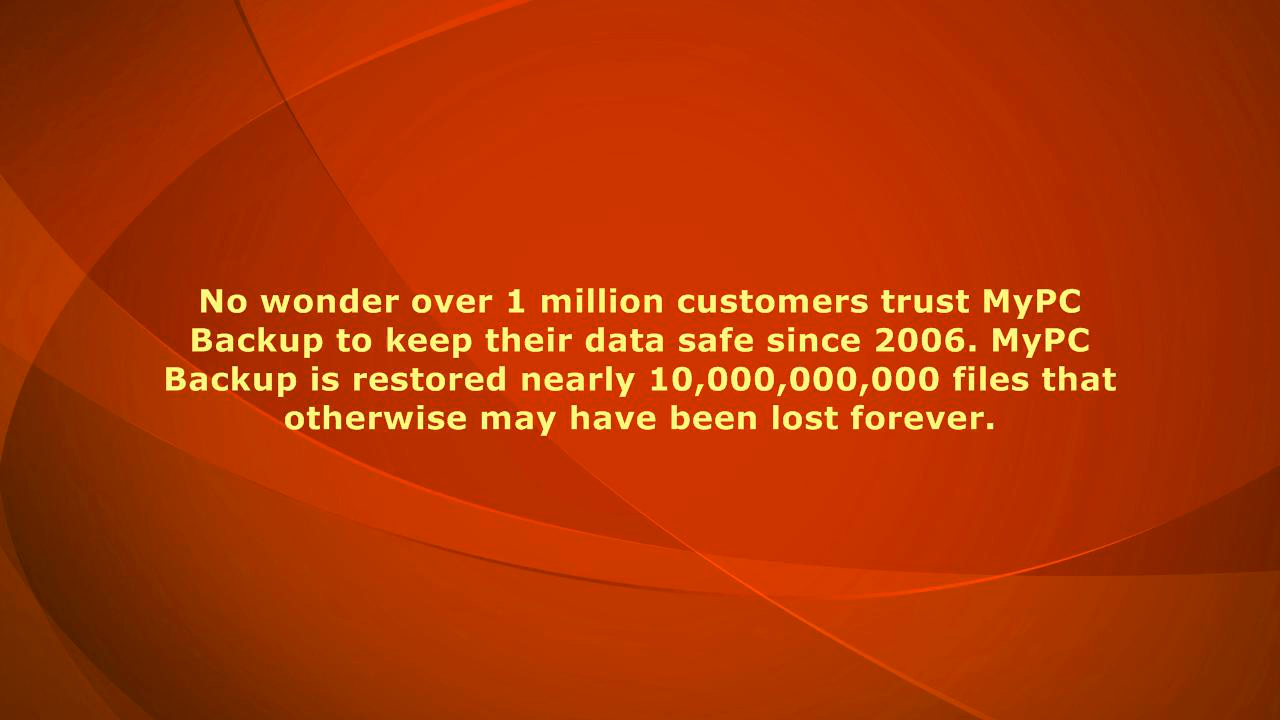 No wonder over 1 million customers trust MyPC
Backup to keep their data safe since 2006. MyPC
Backup is restored nearly 10,000,000,000 files that
otherwise may have been lost forever.